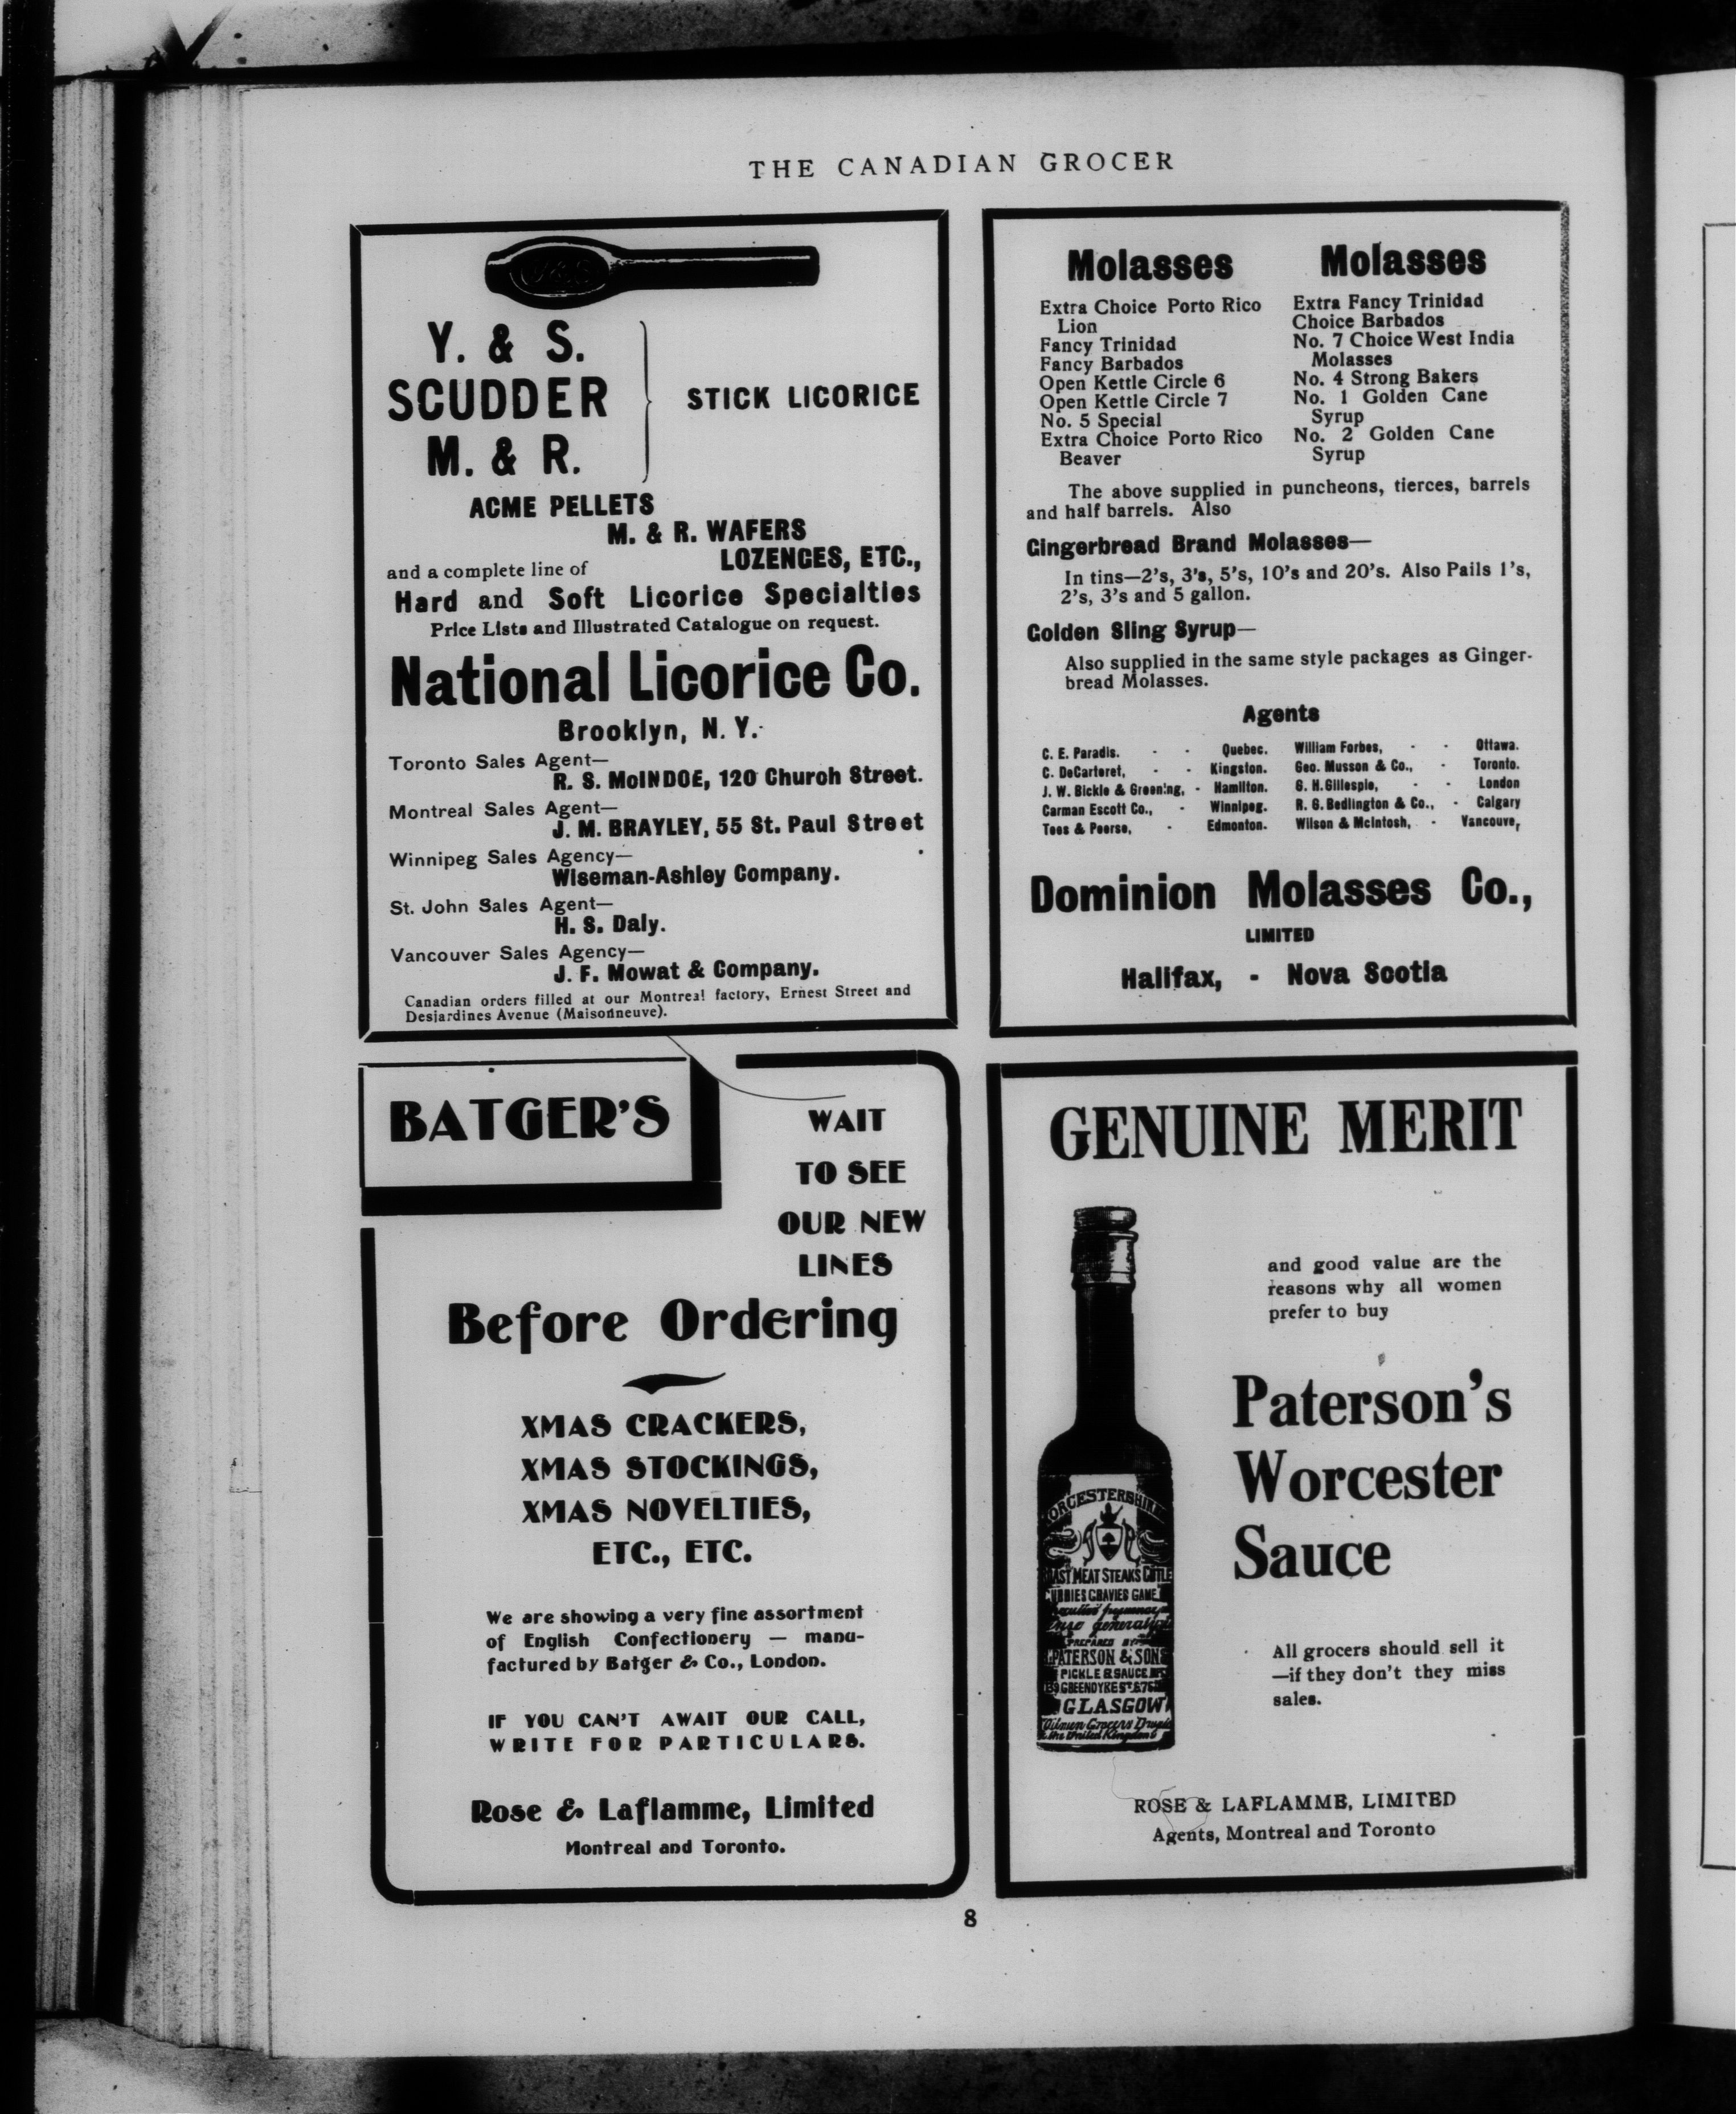 THE CANADIAN GROCER
Y & S
Y. & S.
SCUDDER
M. & R.
STICK LICORICE
ACME PELLETS
M. & R. WAFERS
LOZENGES, ETC.,
and a complete line of
Hard and Soft Licorice Specialties
Price Lists and Illustrated Catalogue on request.
National Licorice Co.
Brooklyn, N. Y.
Toronto Sales Agent—
R. S. McINDOE, 120 Church Street.
Montreal Sales Agent—
J. M. BRAYLEY, 55 St. Paul Street
Winnipeg Sales Agency—
Wiseman-Ashley Company.
St. John Sales Agent—
H. S. Daly.
Vancouver Sales Agency—
J. F. Mowat & Company.
Canadian orders filled at our Montreal factory, Ernest Street and
Desjardines Avenue (Maisonneuve).
Molasses
Extra Choice Porto Rico
Lion
Fancy Trinidad
Fancy Barbados
Open Kettle Circle 6
Open Kettle Circle 7
No. 5 Special
Extra Choice Porto Rico
Beaver
Molasses
Extra Fancy Trinidad
Choice Barbados
No. 7 Choice West India
Molasses
No. 4 Strong Bakers
No. 1 Golden Cane
Syrup
No. 2 Golden Cane
Syrup
The above supplied in puncheons, tierces, barrels
and half barrels. Also
Gingerbread Brand Molasses—
In tins—2's, 3's, 5's, 10's and 20's. Also Pails 1's,
2's, 3's and 5 gallon.
Golden Sling Syrup—
Also supplied in the same style packages as Ginger-
bread Molasses.
Agents
C. E. Paradis. - - Quebec.
C. DeCarteret, - - Kingston.
J. W. Bickle & Greening, - Hamilton.
Carman Escott Co., - Winnipeg.
Tees & Peerse, - Edmonton.
William Forbes, - - Ottawa.
Geo. Musson & Co., - Toronto.
G. H. Gillespie, - - London
R. G. Bedlington & Co., - Calgary
Wilson & McIntosh, - Vancouver
Dominion Molasses Co.,
LIMITED
Halifax, - Nova Scotia
BATGER'S
WAIT
TO SEE
OUR NEW
LINES
Before Ordering
XMAS CRACKERS,
XMAS STOCKINGS,
XMAS NOVELTIES,
ETC., ETC.
We are showing a very fine assortment
of English Confectionery — manu-
factured by Batger & Co., London.
IF YOU CAN'T AWAIT OUR CALL,
WRITE FOR PARTICULARS.
Rose & Laflamme, Limited
Montreal and Toronto.
GENUINE MERIT
and good value are the
reasons why all women
prefer to buy
Paterson's
Worcester
Sauce
ORCESTERSHIR
MEAT STEAKS
GRAVIES GAME
PREPARED BY
PATERSON & SONS
PICKLE & SAUCE
GLASGOW
All grocers should sell it
—if they don't they miss
sales.
ROSE & LAFLAMME, LIMITED
Agents, Montreal and Toronto
8